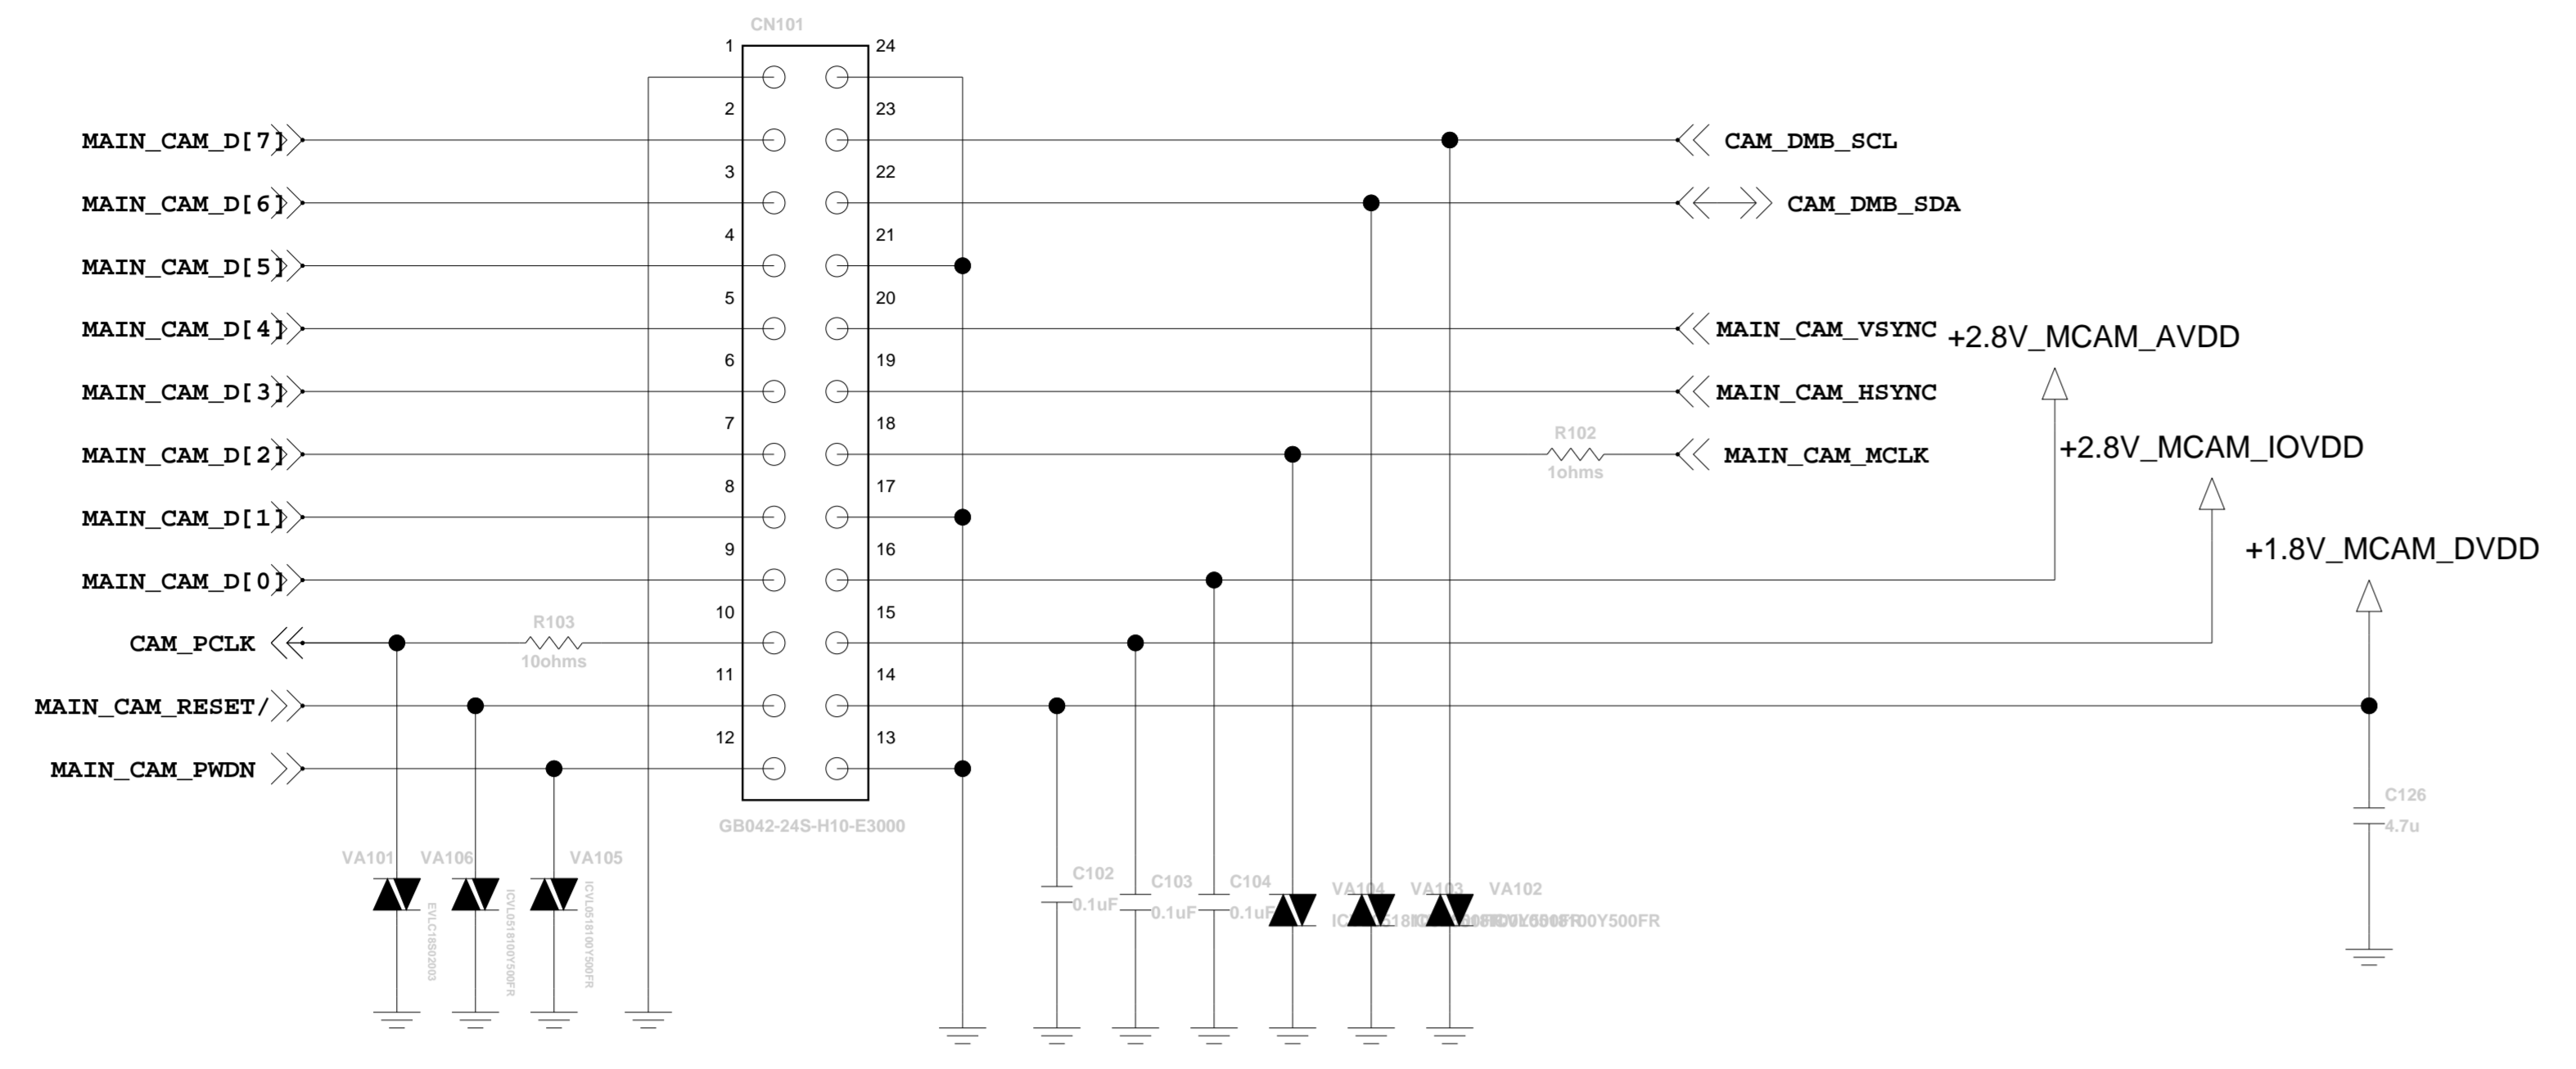 CN101
1 24
2 23
MAIN_CAM_D[7] CAM_DMB_SCL
3 22
MAIN_CAM_D[6] CAM_DMB_SDA
4 21
MAIN_CAM_D[5]
5 20
MAIN_CAM_D[4] MAIN_CAM_VSYNC +2.8V_MCAM_AVDD
6 19
MAIN_CAM_D[3] MAIN_CAM_HSYNC
7 18
R102
+2.8V_MCAM_IOVDD
MAIN_CAM_D[2] MAIN_CAM_MCLK
1ohms
8 17
MAIN_CAM_D[1]
9 16
+1.8V_MCAM_DVDD
MAIN_CAM_D[0]
10 15
R103
CAM_PCLK
10ohms
11 14
MAIN_CAM_RESET/
12 13
MAIN_CAM_PWDN
C126
4.7u
GB042-24S-H10-E3000
VA101 VA106 VA105
EVLC18S02003
ICVL0518100Y500FR
ICVL0518100Y500FR
C102
0.1uF
C103
0.1uF
C104
0.1uF
VA104 VA103 VA102